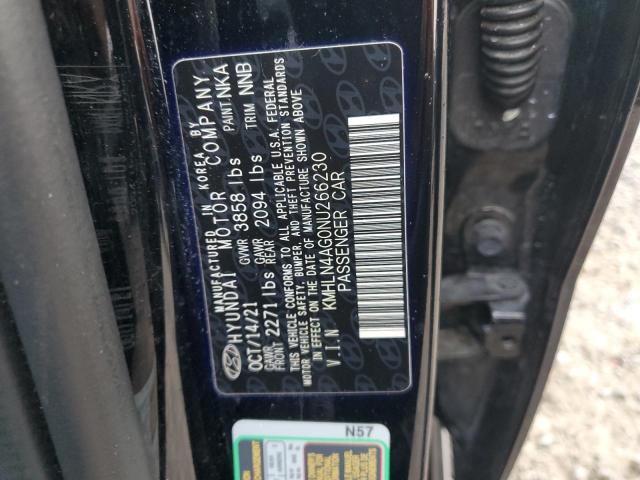 MANUFACTURED IN KOREA BY
HYUNDAI MOTOR COMPANY
OCT/14/21 GVWR 3858 lbs PAINT NKA
GAWR FRONT 2271 lbs GAWR REAR 2094 lbs TRIM NNB
THIS VEHICLE CONFORMS TO ALL APPLICABLE U.S.A. FEDERAL
MOTOR VEHICLE SAFETY, BUMPER, AND THEFT PREVENTION STANDARDS
IN EFFECT ON THE DATE OF MANUFACTURE SHOWN ABOVE
V.I.N KMHLN4AG0NU266230
PASSENGER CAR
N57